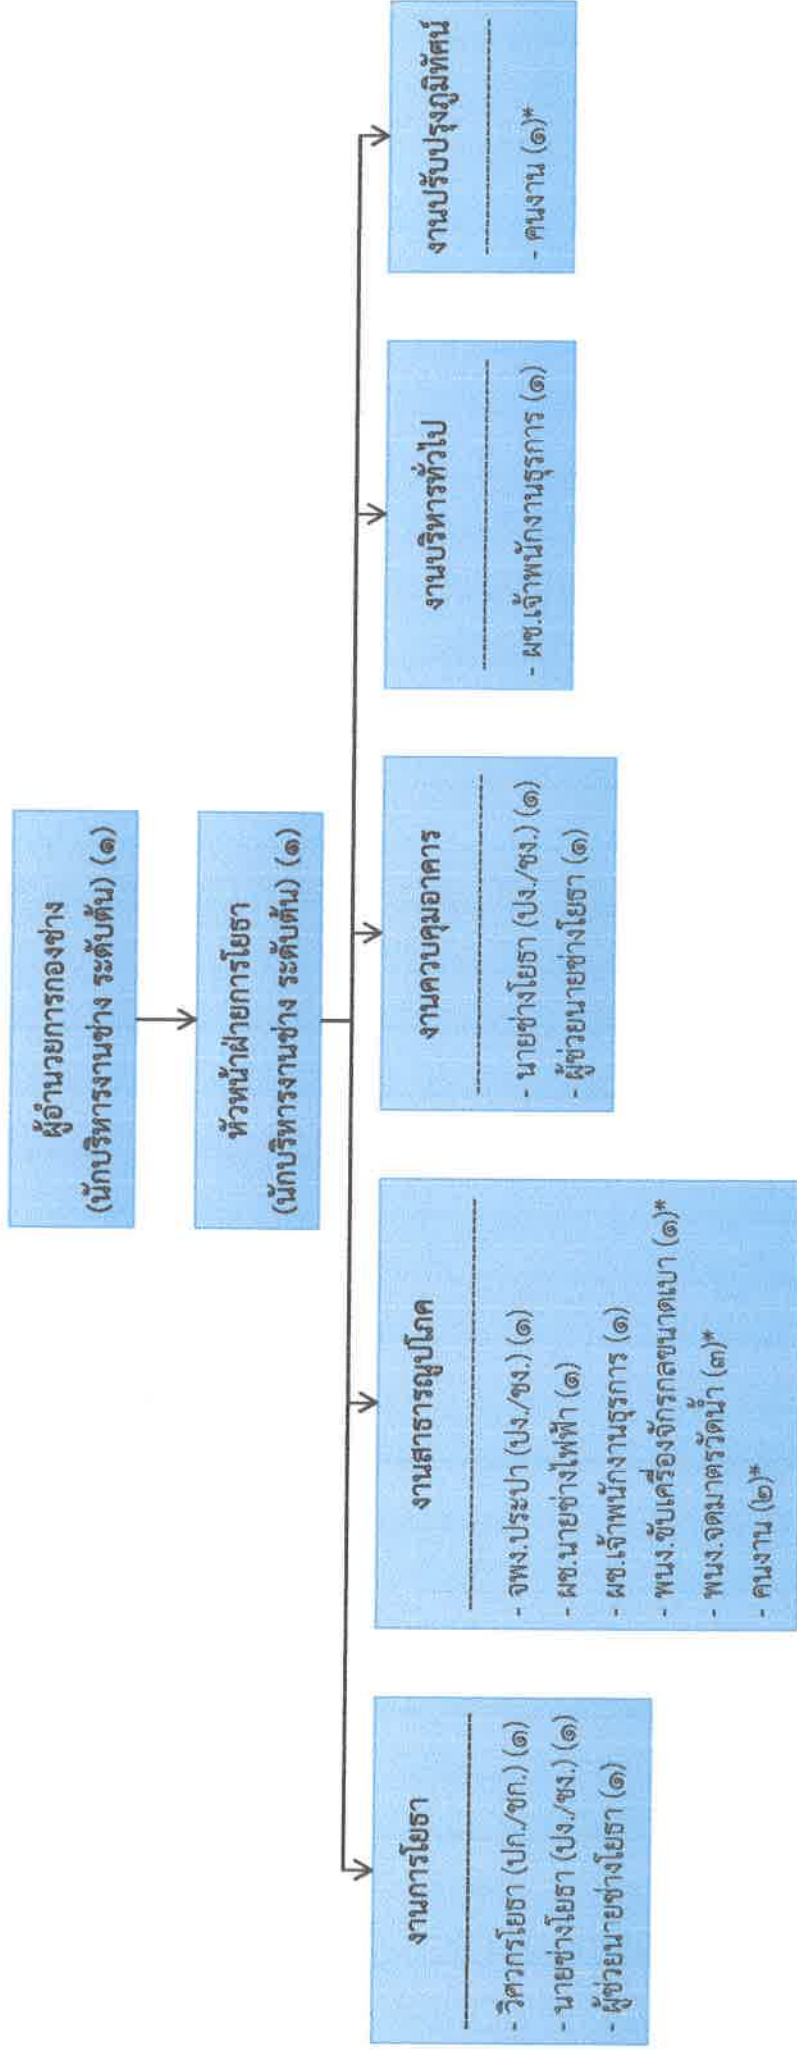 ผู้อำนวยการกองช่าง
(นักบริหารงานช่าง ระดับต้น) (๑)
หัวหน้าฝ่ายการโยธา
(นักบริหารงานช่าง ระดับต้น) (๑)
งานการโยธา
- วิศวกรโยธา (ปก./ชก.) (๑)
- นายช่างโยธา (ปง./ชง.) (๑)
- ผู้ช่วยนายช่างโยธา (๑)
งานสาธารณูปโภค
- จพง.ประปา (ปง./ชง.) (๑)
- ผช.นายช่างไฟฟ้า (๑)
- ผช.เจ้าพนักงานธุรการ (๑)
- พนง.ขับเครื่องจักรกลขนาดเบา (๑)*
- พนง.จดมาตรวัดน้ำ (๓)*
- คนงาน (๒)*
งานควบคุมอาคาร
- นายช่างโยธา (ปง./ชง.) (๑)
- ผู้ช่วยนายช่างโยธา (๑)
งานบริหารทั่วไป
- ผช.เจ้าพนักงานธุรการ (๑)
งานปรับปรุงภูมิทัศน์
- คนงาน (๑)*